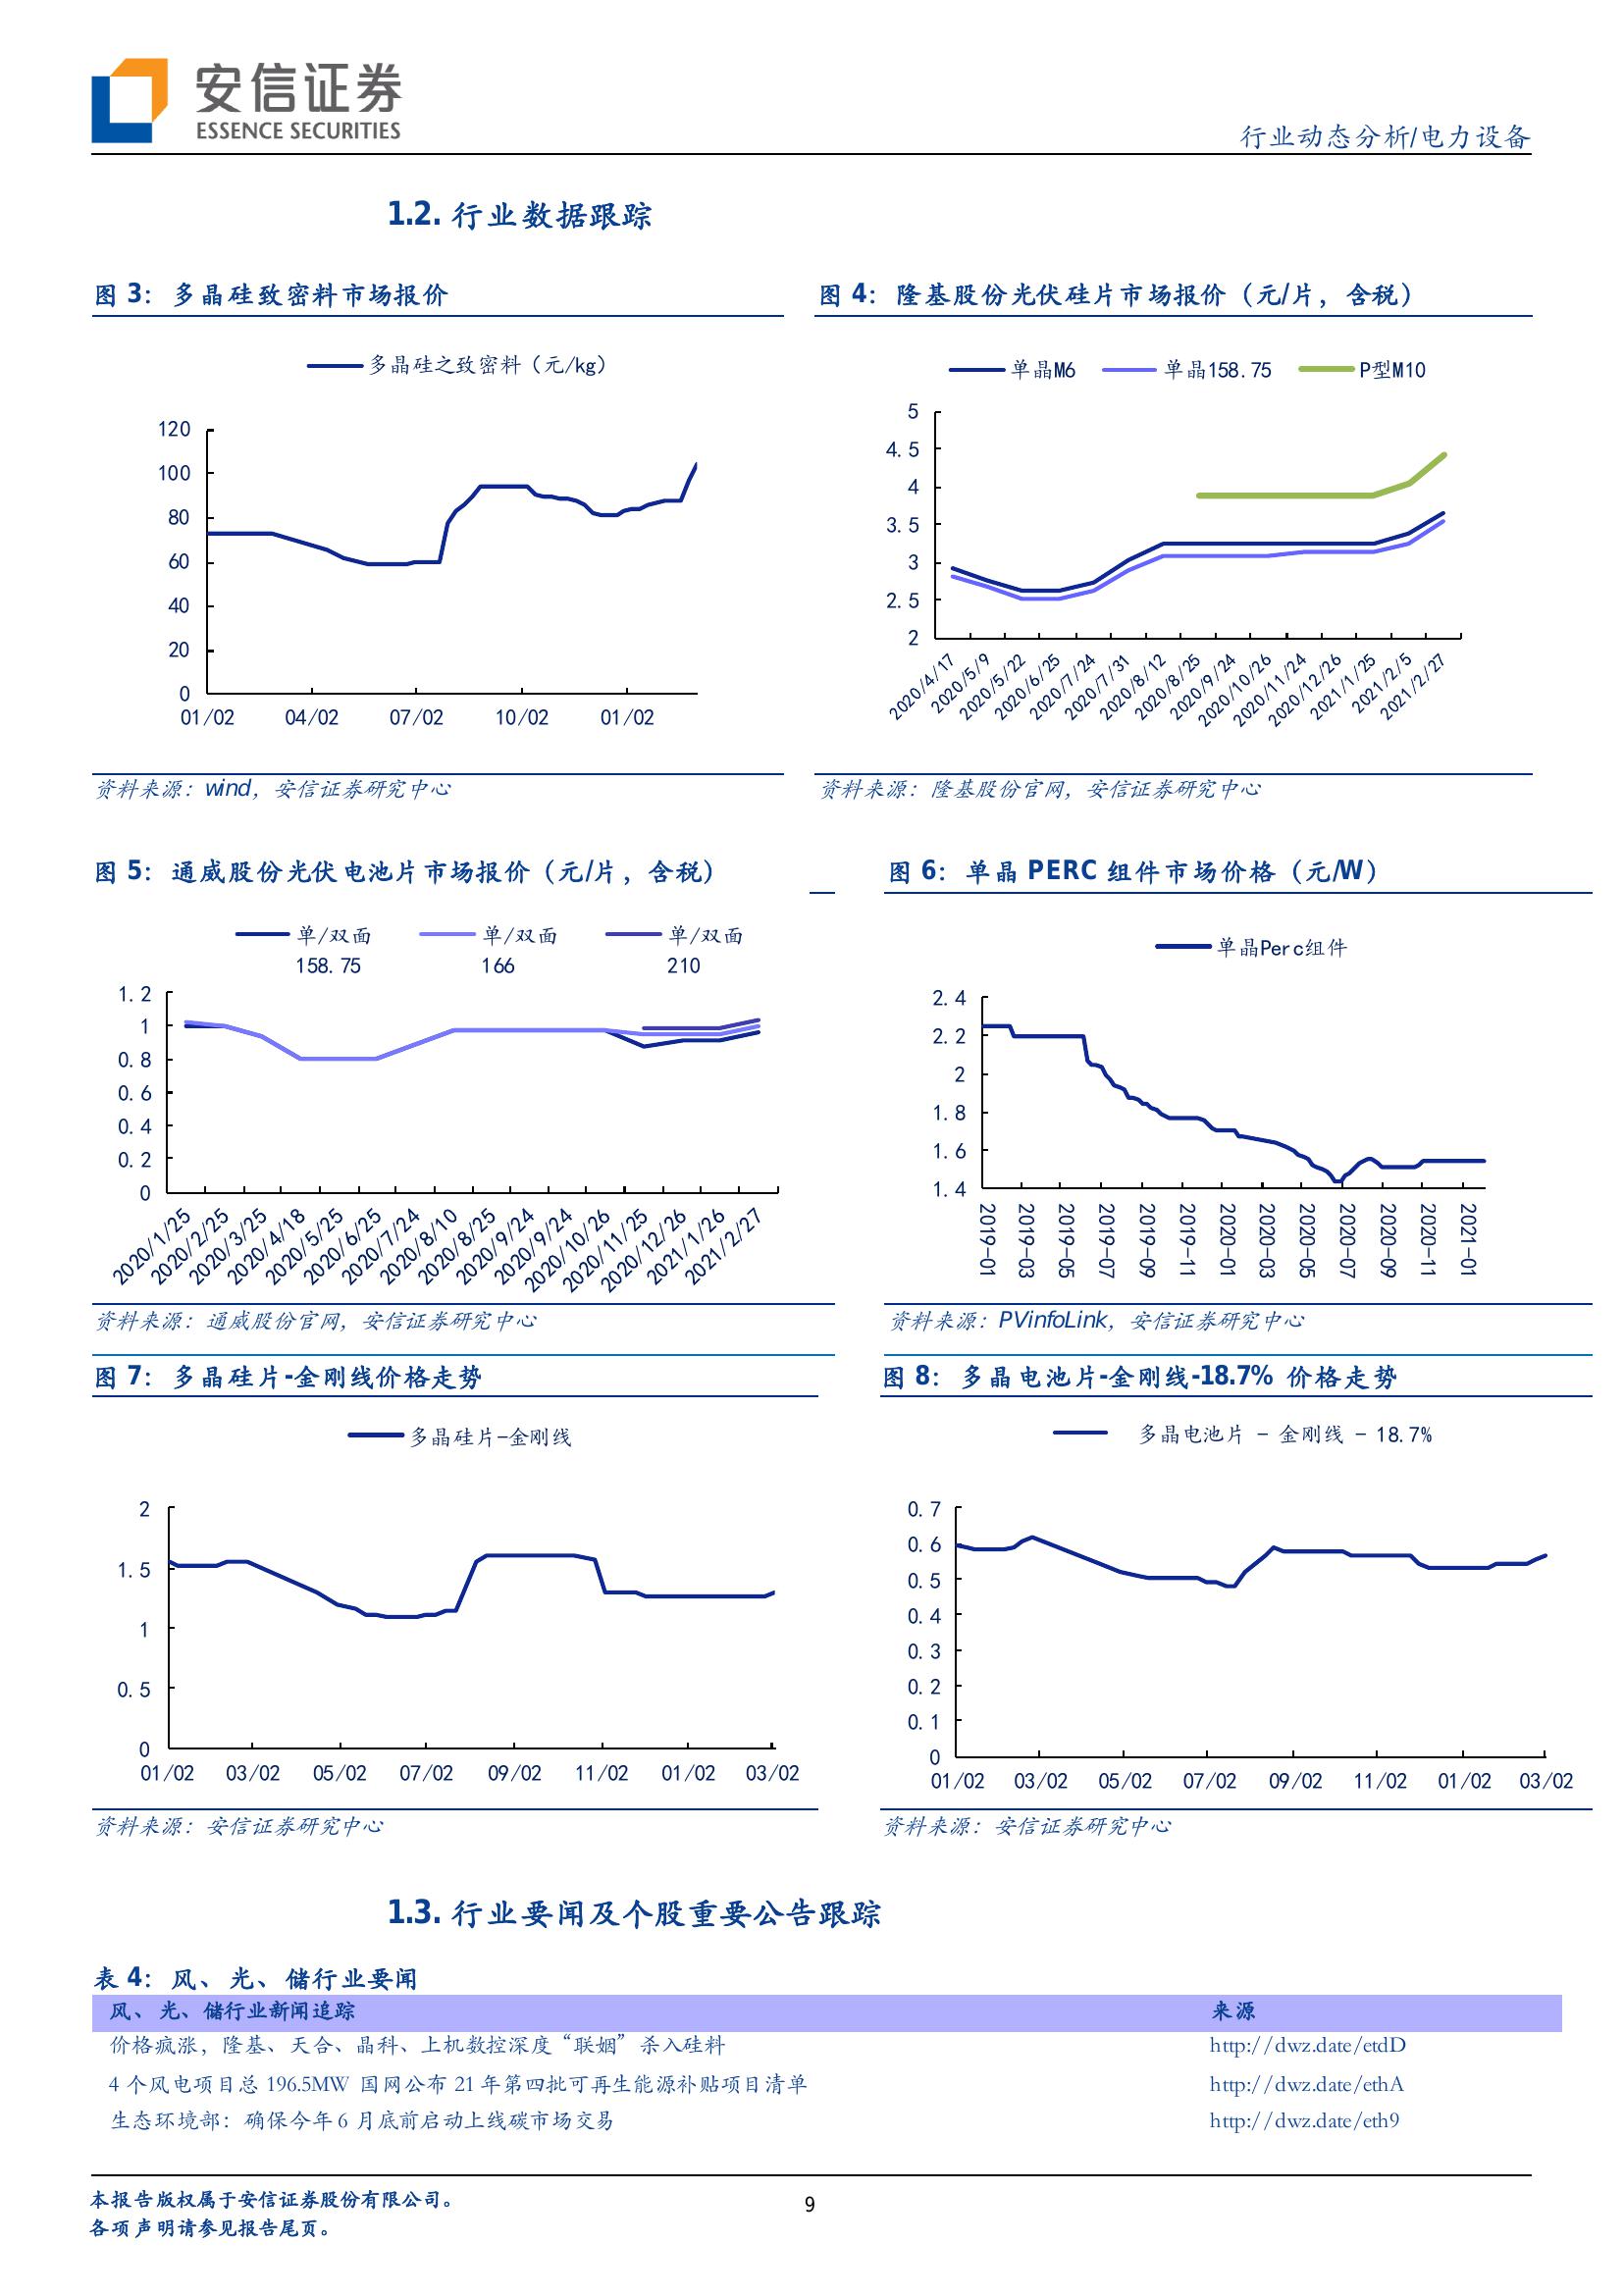 安信证券
ESSENCE SECURITIES
行业动态分析/电力设备
1.2. 行业数据跟踪
图 3：多晶硅致密料市场报价
多晶硅之致密料（元/kg）
120
100
80
60
40
20
0
01/02 04/02 07/02 10/02 01/02
资料来源：wind，安信证券研究中心
图 4：隆基股份光伏硅片市场报价（元/片，含税）
单晶M6 单晶158.75 P型M10
5
4.5
4
3.5
3
2.5
2
2020/4/17 2020/5/9 2020/5/22 2020/6/25 2020/7/24 2020/7/31 2020/8/12 2020/8/25 2020/9/24 2020/10/26 2020/11/24 2020/12/26 2021/1/25 2021/2/5 2021/2/27
资料来源：隆基股份官网，安信证券研究中心
图 5：通威股份光伏电池片市场报价（元/片，含税）
单/双面 单/双面 单/双面
158.75 166 210
1.2
1
0.8
0.6
0.4
0.2
0
2020/1/25 2020/2/25 2020/3/25 2020/4/18 2020/5/25 2020/6/25 2020/7/24 2020/8/10 2020/8/25 2020/9/24 2020/9/24 2020/10/26 2020/11/25 2020/12/26 2021/1/26 2021/2/27
资料来源：通威股份官网，安信证券研究中心
图 6：单晶 PERC 组件市场价格（元/W）
单晶Perc组件
2.4
2.2
2
1.8
1.6
1.4
2019-01 2019-03 2019-05 2019-07 2019-09 2019-11 2020-01 2020-03 2020-05 2020-07 2020-09 2020-11 2021-01
资料来源：PVinfoLink，安信证券研究中心
图 7：多晶硅片-金刚线价格走势
多晶硅片-金刚线
2
1.5
1
0.5
0
01/02 03/02 05/02 07/02 09/02 11/02 01/02 03/02
资料来源：安信证券研究中心
图 8：多晶电池片-金刚线-18.7% 价格走势
多晶电池片 - 金刚线 - 18.7%
0.7
0.6
0.5
0.4
0.3
0.2
0.1
0
01/02 03/02 05/02 07/02 09/02 11/02 01/02 03/02
资料来源：安信证券研究中心
1.3. 行业要闻及个股重要公告跟踪
表 4：风、光、储行业要闻
风、光、储行业新闻追踪 来源
价格疯涨，隆基、天合、晶科、上机数控深度“联姻”杀入硅料 http://dwz.date/etdD
4 个风电项目总 196.5MW 国网公布 21 年第四批可再生能源补贴项目清单 http://dwz.date/ethA
生态环境部：确保今年 6 月底前启动上线碳市场交易 http://dwz.date/eth9
本报告版权属于安信证券股份有限公司。
各项声明请参见报告尾页。
9